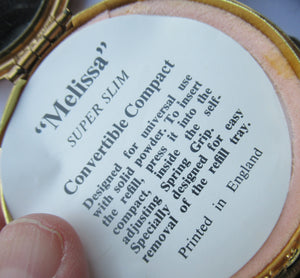 "Melissa"
SUPER SLIM
Convertible Compact
Designed for universal use
with solid powder. To insert
the refill press it into the
compact, inside the self-
adjusting Spring Grip.
Specially designed for easy
removal of the refill tray.
Printed in England